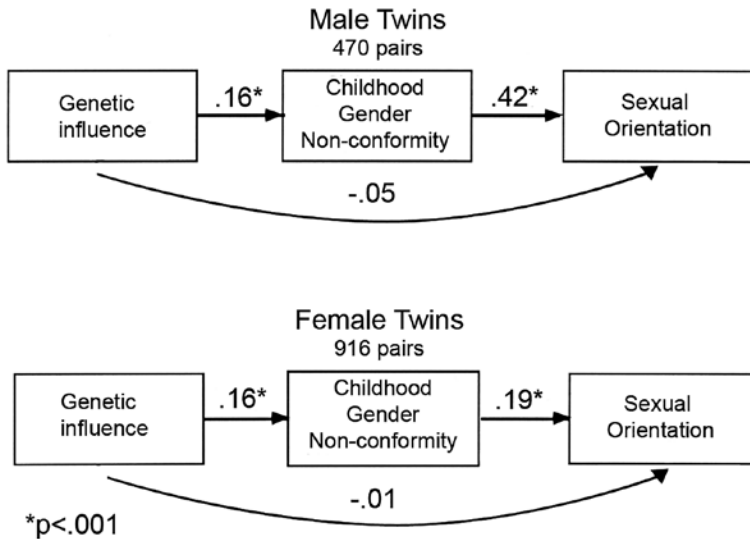 Male Twins
470 pairs
Genetic
influence
.16*
Childhood
Gender
Non-conformity
.42*
Sexual
Orientation
-.05
Female Twins
916 pairs
Genetic
influence
.16*
Childhood
Gender
Non-conformity
.19*
Sexual
Orientation
-.01
*p<.001